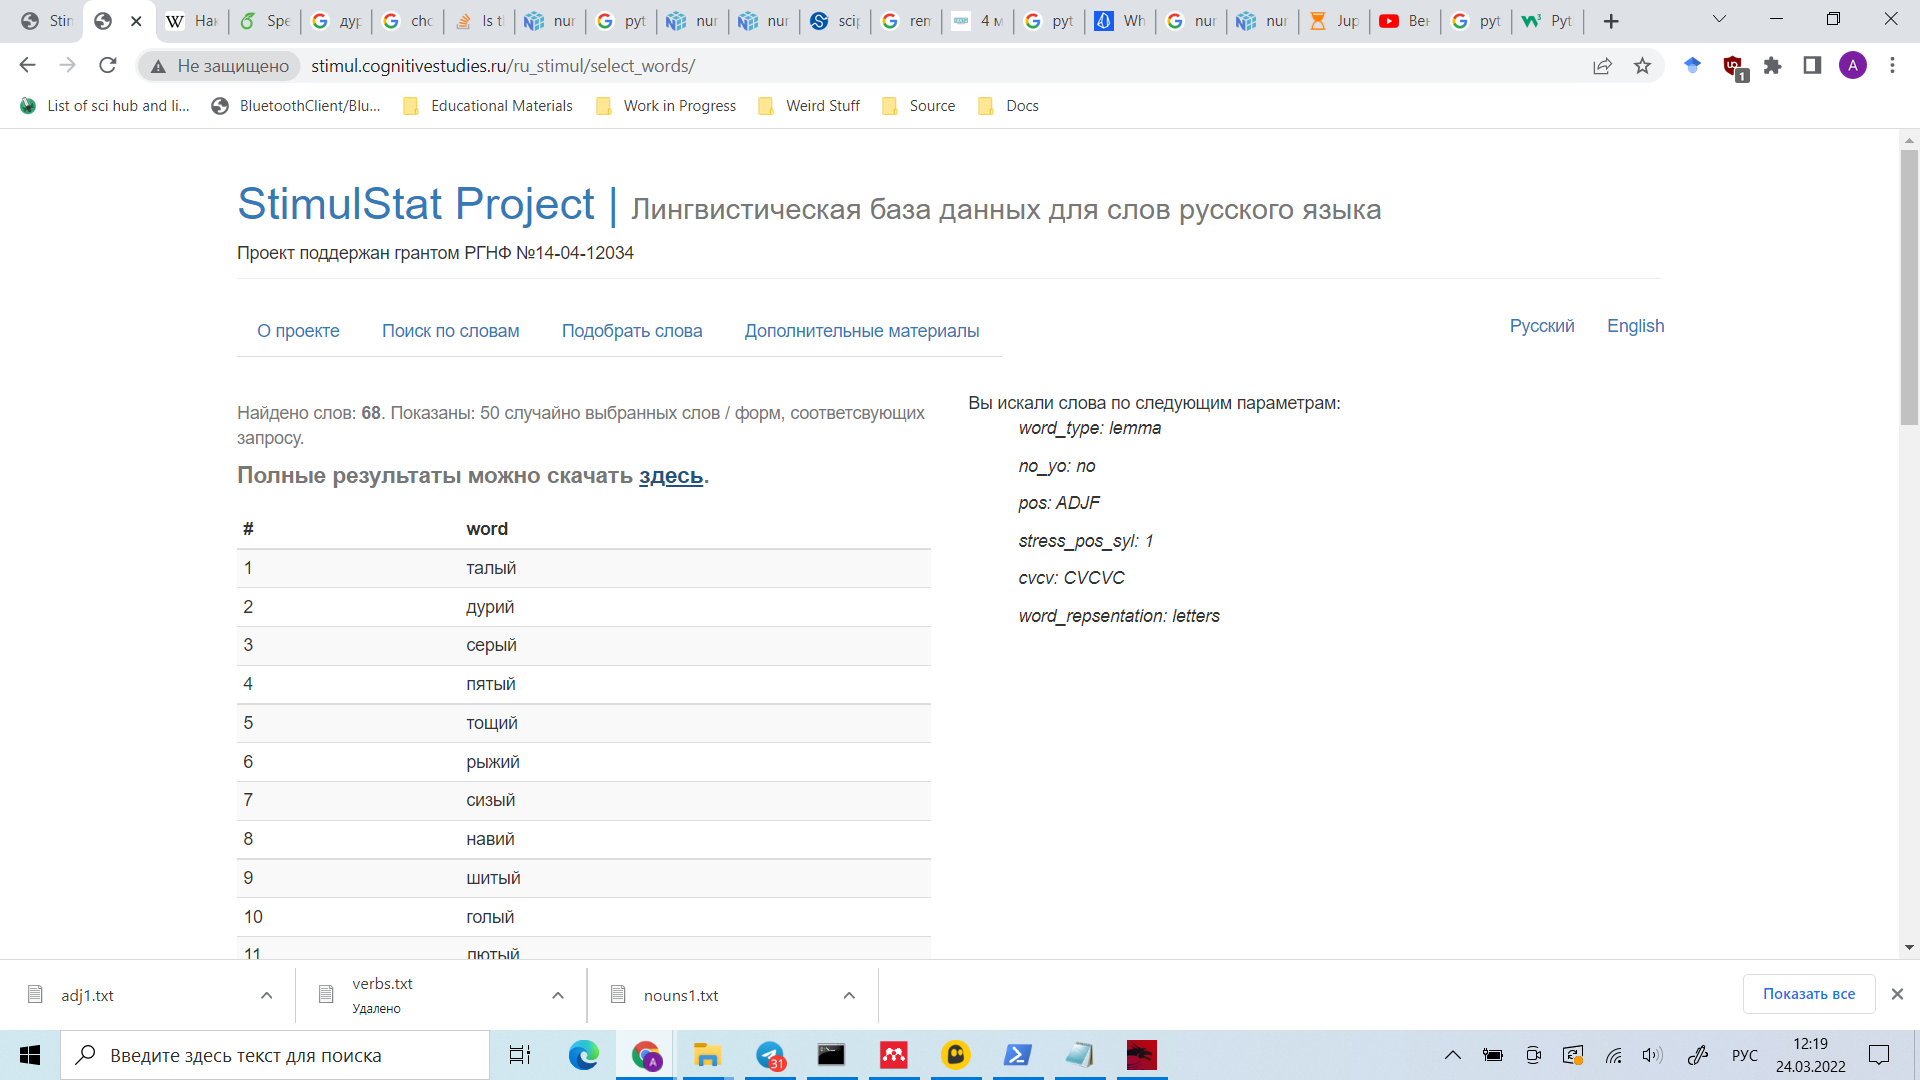 Stin
Нак
Spe
дур
cho
Is t
nur
pyt
nur
nur
scip
rem
4 м
pyt
Wh
nur
nur
Jup
Вен
pyt
Pyt
Не защищено
stimul.cognitivestudies.ru/ru_stimul/select_words/
1
A
List of sci hub and li...
BluetoothClient/Blu...
Educational Materials
Work in Progress
Weird Stuff
Source
Docs
StimulStat Project | Лингвистическая база данных для слов русского языка
Проект поддержан грантом РГНФ №14-04-12034
О проекте
Поиск по словам
Подобрать слова
Дополнительные материалы
Русский
English
Найдено слов: 68. Показаны: 50 случайно выбранных слов / форм, соответсвующих
запросу.
Полные результаты можно скачать здесь.
# word
1 талый
2 дурий
3 серый
4 пятый
5 тощий
6 рыжий
7 сизый
8 навий
9 шитый
10 голый
11 лютый
Вы искали слова по следующим параметрам:
word_type: lemma
no_yo: no
pos: ADJF
stress_pos_syl: 1
cvcv: CVCVC
word_repsentation: letters
adj1.txt
verbs.txt
Удалено
nouns1.txt
Показать все
Введите здесь текст для поиска
A
31
РУС
12:19
24.03.2022